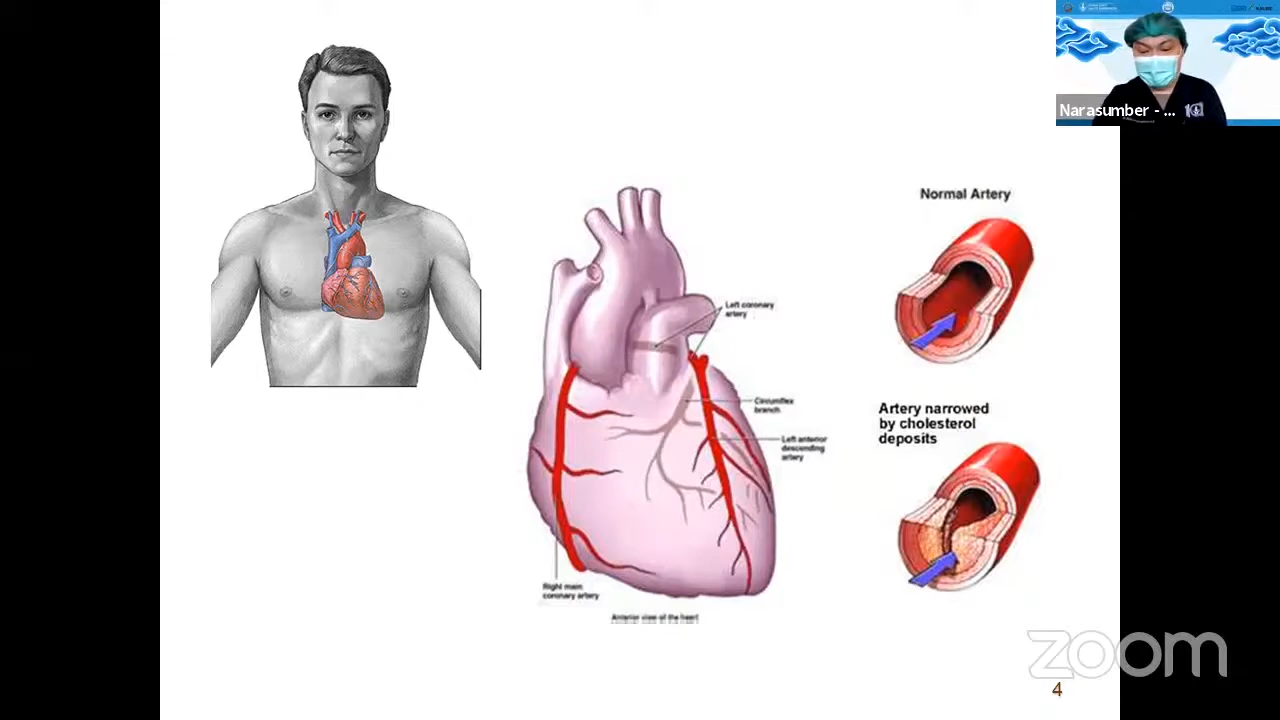 Narasumber - ...
Normal Artery
Left coronary
artery
Circumflex
branch
Artery narrowed
by cholesterol
deposits
Left anterior
descending
artery
Right main
coronary artery
Anterior view of the heart
zoom
4